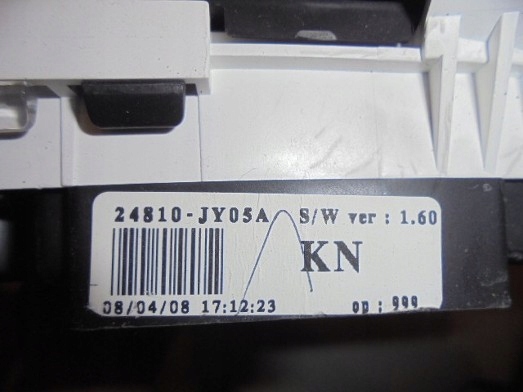 24810-JY05A S/W ver : 1.60
KN
08/04/08 17:12:23 op : 999